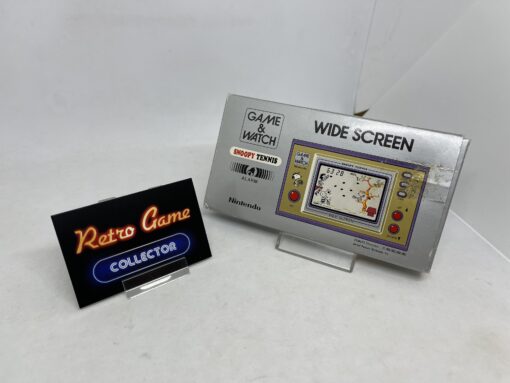 Retro Game
COLLECTOR
GAME
&
WATCH
WIDE SCREEN
SNOOPY TENNIS
ALARM
Nintendo